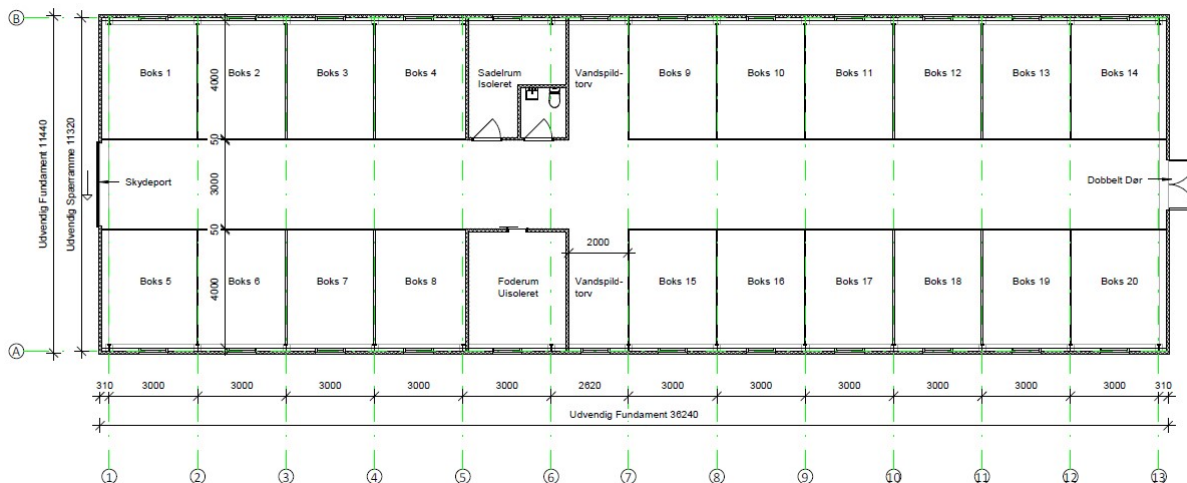 B
Boks 1
Boks 2
Boks 3
Boks 4
Sadelrum
Isoleret
Vandspild-
torv
Boks 9
Boks 10
Boks 11
Boks 12
Boks 13
Boks 14
4000
50
3000
50
4000
Udvendig Fundament 11440
Udvendig Spærramme 11320
Skydeport
Dobbelt Dør
2000
Boks 5
Boks 6
Boks 7
Boks 8
Foderum
Uisoleret
Vandspild-
torv
Boks 15
Boks 16
Boks 17
Boks 18
Boks 19
Boks 20
A
310 3000 3000 3000 3000 3000 2620 3000 3000 3000 3000 3000 3000 310
Udvendig Fundament 36240
1 2 3 4 5 6 7 8 9 10 11 12 13